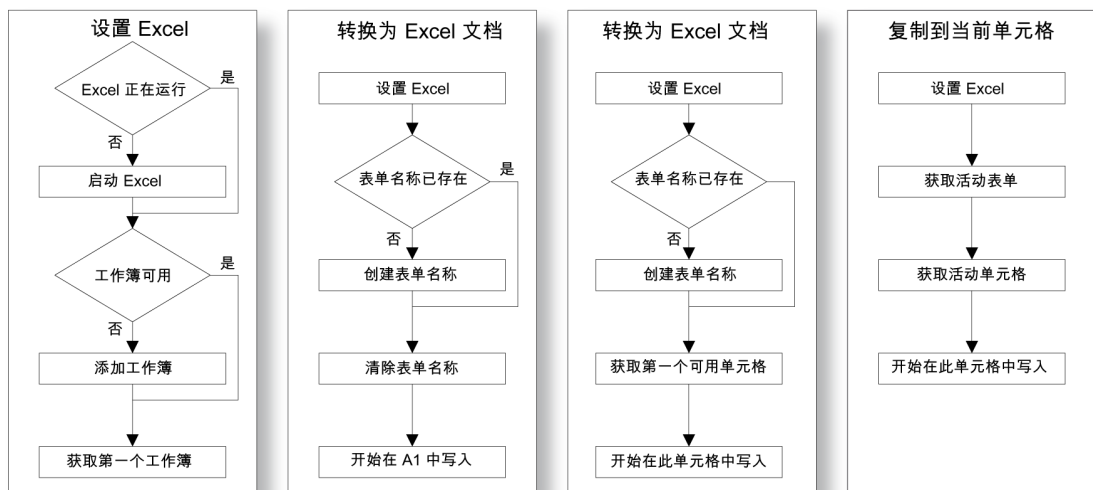 设置 Excel
Excel 正在运行
是
否
启动 Excel
工作簿可用
是
否
添加工作簿
获取第一个工作簿
转换为 Excel 文档
设置 Excel
表单名称已存在
是
否
创建表单名称
清除表单名称
开始在 A1 中写入
转换为 Excel 文档
设置 Excel
表单名称已存在
否
创建表单名称
获取第一个可用单元格
开始在此单元格中写入
复制到当前单元格
设置 Excel
获取活动表单
获取活动单元格
开始在此单元格中写入